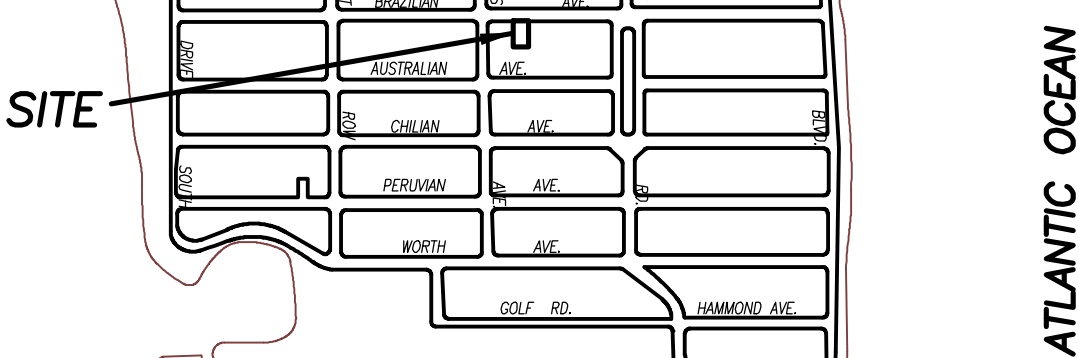 BRAZILIAN AVE.
AUSTRALIAN AVE.
DRIVE
SITE
CHILIAN AVE.
ROW
BLVD.
PERUVIAN AVE.
SOUTH
AVE.
RD.
WORTH AVE.
GOLF RD.
HAMMOND AVE.
ATLANTIC OCEAN